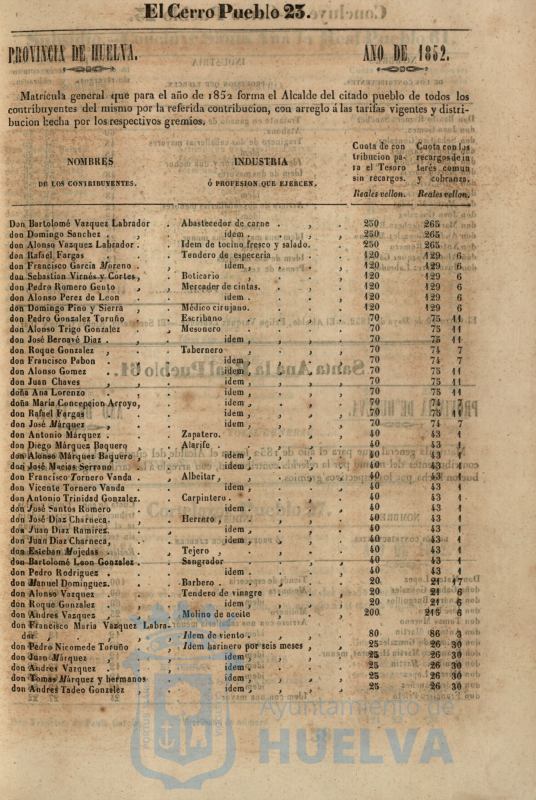 El Cerro Pueblo 23.
PROVINCIA DE HUELVA. AÑO DE 1852.
Matrícula general que para el año de 1852 forma el Alcalde del citado pueblo de todos los
contribuyentes del mismo por la referida contribucion, con arreglo á las tarifas vigentes y distri-
bucion hecha por los respectivos gremios.
NOMBRES DE LOS CONTRIBUYENTES. INDUSTRIA Ó PROFESION QUE EJERCEN. Cuota de con tribucion pa- ra el Tesoro sin recargos. Reales vellon. Cuota con los recargos de in terés comun y cobranza. Reales vellon.
Don Bartolomé Vazquez Labrador . Abastecedor de carne 250 265
don Domingo Sanchez . idem . 250 265
don Alonso Vazquez Labrador . Idem de tocino fresco y salado. 250 265
don Rafael Fargas Tendero de especeria 120 129 6
don Francisco Garcia Moreno . idem , 120 129 6
don Sebastian Virnés y Cortes, Boticario 120 129 6
don Pedro Romero Gento Mercader de cintas. 120 129 6
don Alonso Perez de Leon idem 120 129 6
don Domingo Pino y Sierra Médico cirujano. 120 129 6
don Pedro Gonzalez Toruño Escribano 70 75 11
don Alonso Trigo Gonzalez Mesonero 70 75 11
don José Bernavé Diaz idem 70 75 11
don Roque Gonzalez Tabernero 70 74 7
don Francisco Pabon idem 70 74 7
don Alonso Gomez idem 70 75 11
don Juan Chaves idem 70 75 11
doña Ana Lorenzo idem 70 75 11
doña Maria Concepcion Arroyo, idem 70 75 11
don Rafael Fargas idem 70 75 11
don José Márquez idem 70 74 7
don Antonio Márquez . Zapatero. 40 43 1
don Diego Márquez Baquero Alarife . 40 43 1
don Alonso Márquez Baquero idem 40 43 1
don José Macias Serrano idem 40 43 1
don Francisco Tornero Vanda Albeitar, 40 43 1
don Vicente Tornero Vanda idem 40 43 1
don Antonio Trinidad Gonzalez. Carpintero . 40 43 1
don José Santos Romero idem 40 43 1
don José Diaz Charneca. Herrero, 40 43 1
don Juan Diaz Ramirez. idem 40 43 1
don Juan Diaz Charneca, idem 40 43 1
don Esteban Mojedas . Tejero 40 43 1
don Bartolomé Leon Gonzalez Sangrador 40 43 1
don Pedro Rodriguez . idem 40 43 1
don Manuel Dominguez. Barbero . 20 21 17
don Alonso Vazquez Tendero de vinagre 20 21 6
don Roque Gonzalez idem 20 21 6
don Andres Vazquez Molino de aceite 200 215 6
don Francisco Maria Vazquez Labra-
dor , Idem de viento. 80 86 3
don Pedro Nicomede Toruño Idem harinero por seis meses 25 26 30
don Juan Márquez idem 25 26 30
don Andres Vazquez idem 25 26 30
don Tomas Márquez y hermanos idem 25 26 30
don Andres Tadeo Gonzelez idem 25 26 30
Ayuntamiento de
HUELVA